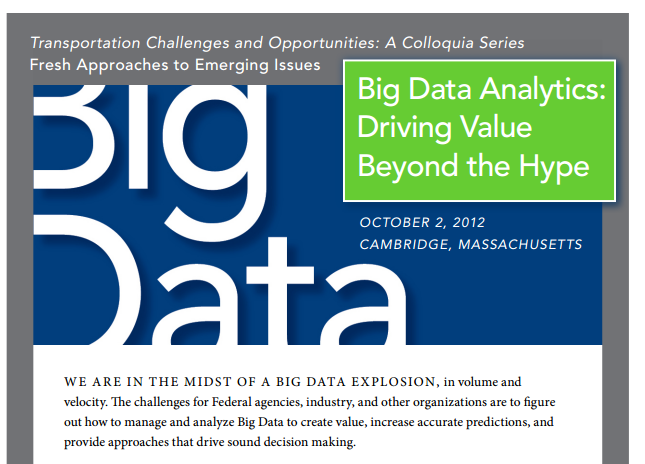 Transportation Challenges and Opportunities: A Colloquia Series
Fresh Approaches to Emerging Issues
Big Data Analytics:
Driving Value
Beyond the Hype
Big
Data
OCTOBER 2, 2012
CAMBRIDGE, MASSACHUSETTS
WE ARE IN THE MIDST OF A BIG DATA EXPLOSION, in volume and
velocity. The challenges for Federal agencies, industry, and other organizations are to figure
out how to manage and analyze Big Data to create value, increase accurate predictions, and
provide approaches that drive sound decision making.